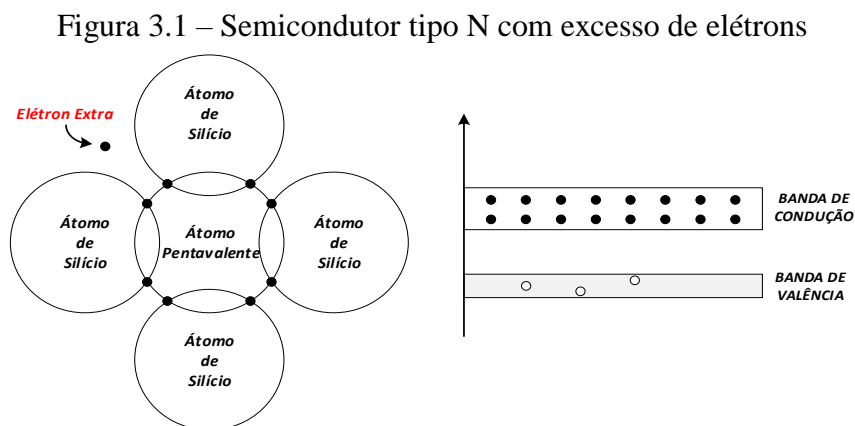 Figura 3.1 – Semicondutor tipo N com excesso de elétrons
Elétron Extra
Átomo
de
Silício
Átomo
de
Silício
Átomo
Pentavalente
Átomo
de
Silício
Átomo
de
Silício
BANDA DE
CONDUÇÃO
BANDA DE
VALÊNCIA